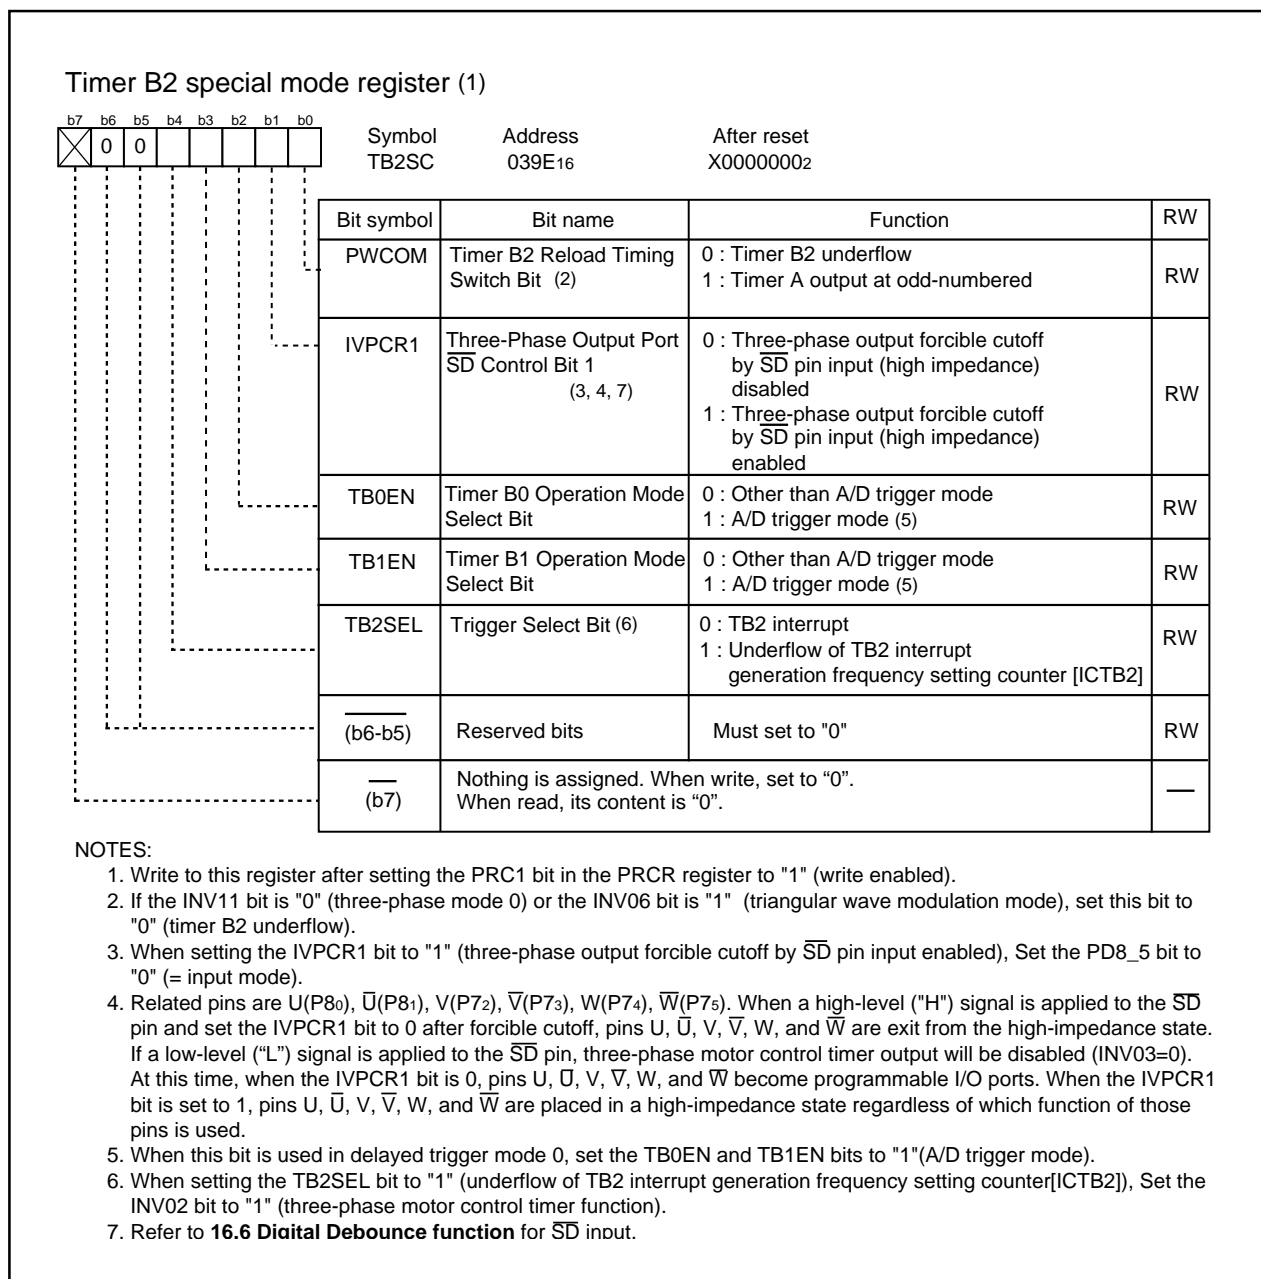 Timer B2 special mode register (1)
b7 b6 b5 b4 b3 b2 b1 b0
0 0
Symbol Address After reset
TB2SC 039E16 X00000002
Bit symbol Bit name Function RW
PWCOM Timer B2 Reload Timing 0 : Timer B2 underflow
Switch Bit (2) 1 : Timer A output at odd-numbered RW
IVPCR1 Three-Phase Output Port 0 : Three-phase output forcible cutoff
S̅D̅ Control Bit 1 by S̅D̅ pin input (high impedance)
(3, 4, 7) disabled RW
1 : Three-phase output forcible cutoff
by S̅D̅ pin input (high impedance)
enabled
TB0EN Timer B0 Operation Mode 0 : Other than A/D trigger mode
Select Bit 1 : A/D trigger mode (5) RW
TB1EN Timer B1 Operation Mode 0 : Other than A/D trigger mode
Select Bit 1 : A/D trigger mode (5) RW
TB2SEL Trigger Select Bit (6) 0 : TB2 interrupt RW
1 : Underflow of TB2 interrupt
generation frequency setting counter [ICTB2]
(b6-b5) Reserved bits Must set to "0" RW
(b7) Nothing is assigned. When write, set to “0”. —
When read, its content is “0”.
NOTES:
1. Write to this register after setting the PRC1 bit in the PRCR register to "1" (write enabled).
2. If the INV11 bit is "0" (three-phase mode 0) or the INV06 bit is "1" (triangular wave modulation mode), set this bit to
"0" (timer B2 underflow).
3. When setting the IVPCR1 bit to "1" (three-phase output forcible cutoff by S̅D̅ pin input enabled), Set the PD8_5 bit to
"0" (= input mode).
4. Related pins are U(P80), U̅(P81), V(P72), V̅(P73), W(P74), W̅(P75). When a high-level ("H") signal is applied to the S̅D̅
pin and set the IVPCR1 bit to 0 after forcible cutoff, pins U, U̅, V, V̅, W, and W̅ are exit from the high-impedance state.
If a low-level (“L”) signal is applied to the S̅D̅ pin, three-phase motor control timer output will be disabled (INV03=0).
At this time, when the IVPCR1 bit is 0, pins U, U̅, V, V̅, W, and W̅ become programmable I/O ports. When the IVPCR1
bit is set to 1, pins U, U̅, V, V̅, W, and W̅ are placed in a high-impedance state regardless of which function of those
pins is used.
5. When this bit is used in delayed trigger mode 0, set the TB0EN and TB1EN bits to "1"(A/D trigger mode).
6. When setting the TB2SEL bit to "1" (underflow of TB2 interrupt generation frequency setting counter[ICTB2]), Set the
INV02 bit to "1" (three-phase motor control timer function).
7. Refer to 16.6 Digital Debounce function for S̅D̅ input.